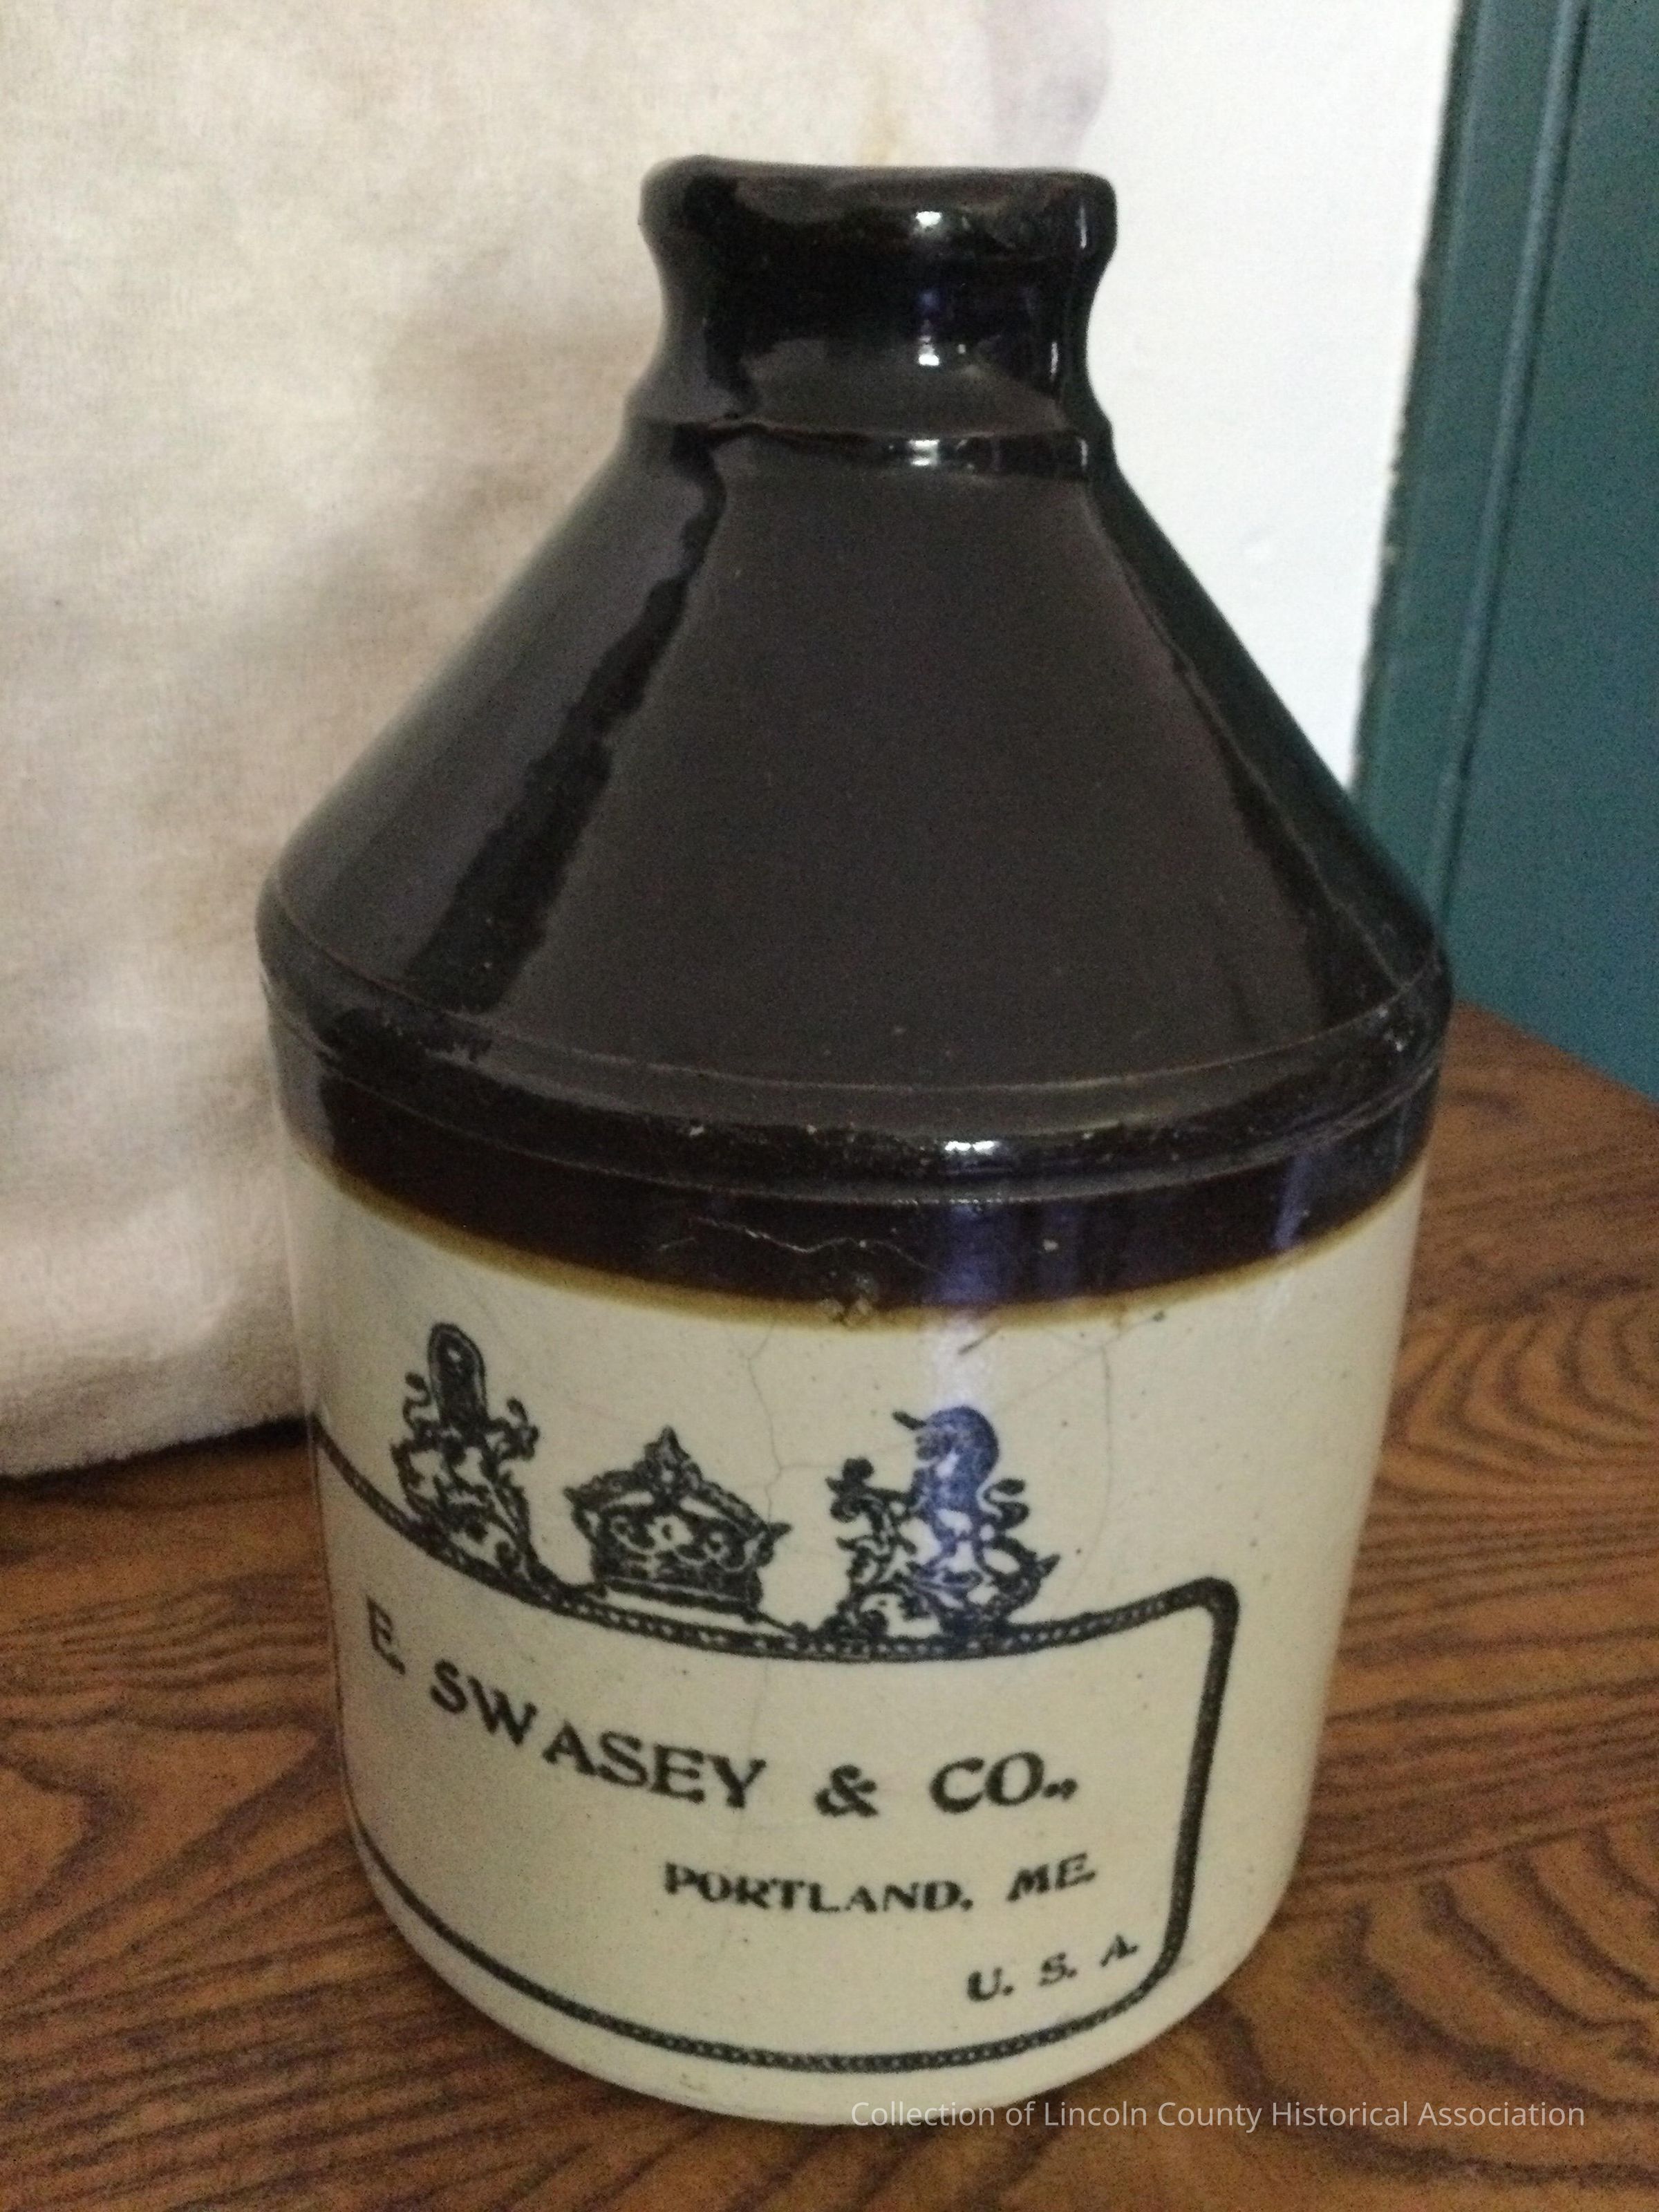 E. SWASEY & CO.,
PORTLAND, ME.
U. S. A.
Collection of Lincoln County Historical Association